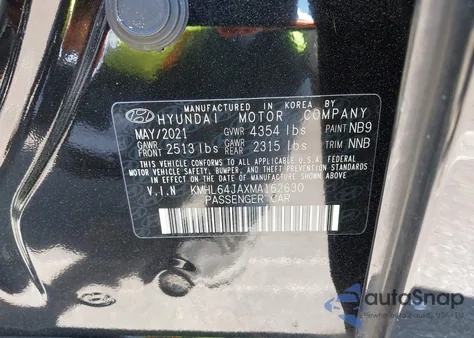 MANUFACTURED IN KOREA BY
HYUNDAI MOTOR COMPANY
MAY/2021 GVWR 4354 lbs PAINT NB9
GAWR FRONT 2513 lbs GAWR REAR 2315 lbs TRIM NNB
THIS VEHICLE CONFORMS TO ALL APPLICABLE U.S.A. FEDERAL
MOTOR VEHICLE SAFETY, BUMPER, AND THEFT PREVENTION
STANDARDS IN EFFECT ON THE DATE OF MANUFACTURE SHOWN ABOVE.
V.I.N KMHL64JAXMA162630
PASSENGER CAR
autoSnap